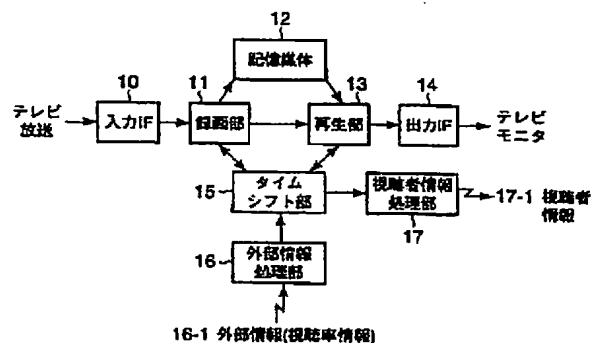 12
記憶媒体
10
11
13
14
テレビ
放送
入力IF
録画部
再生部
出力IF
テレビ
モニタ
15
タイム
シフト部
視聴者情報
処理部
17-1 視聴者
情報
17
16
外部情報
処理部
16-1 外部情報(視聴率情報)